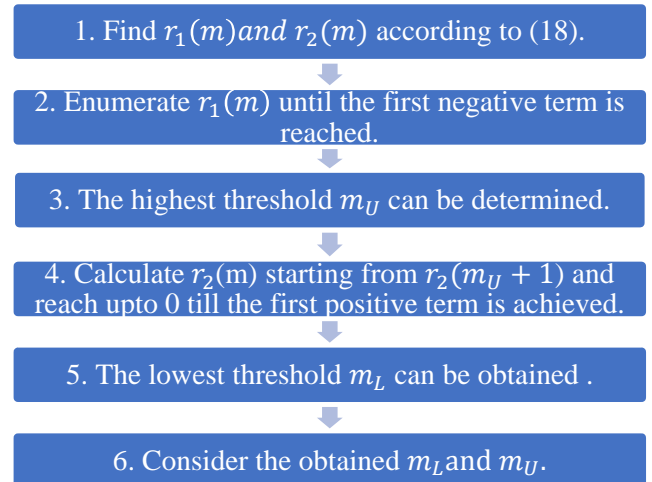 1. Find r₁(m)and r₂(m) according to (18).
2. Enumerate r₁(m) until the first negative term is
reached.
3. The highest threshold m_U can be determined.
4. Calculate r₂(m) starting from r₂(m_U + 1) and
reach upto 0 till the first positive term is achieved.
5. The lowest threshold m_L can be obtained .
6. Consider the obtained m_Land m_U.